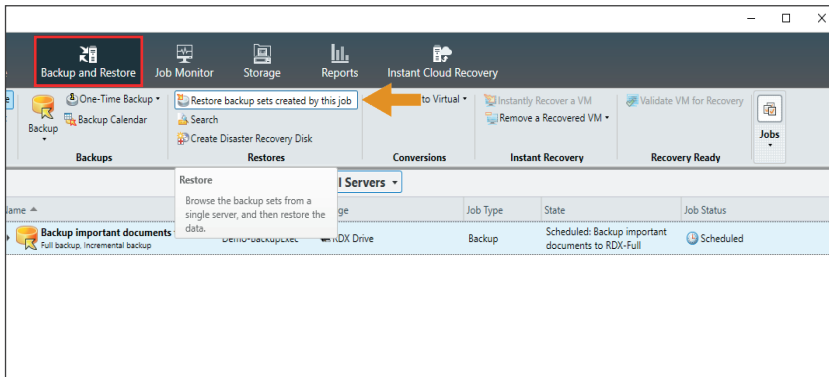 Backup and Restore
Job Monitor
Storage
Reports
Instant Cloud Recovery
Backup
One-Time Backup
Backup Calendar
Backups
Restore backup sets created by this job
Search
Create Disaster Recovery Disk
Restores
to Virtual
Conversions
Instantly Recover a VM
Remove a Recovered VM
Instant Recovery
Validate VM for Recovery
Recovery Ready
Jobs
Restore
Browse the backup sets from a
single server, and then restore the
data.
l Servers
ame
ge
Job Type
State
Job Status
Backup important documents
Full backup, Incremental backup
Demo-BackupExec
RDX Drive
Backup
Scheduled: Backup important
documents to RDX-Full
Scheduled